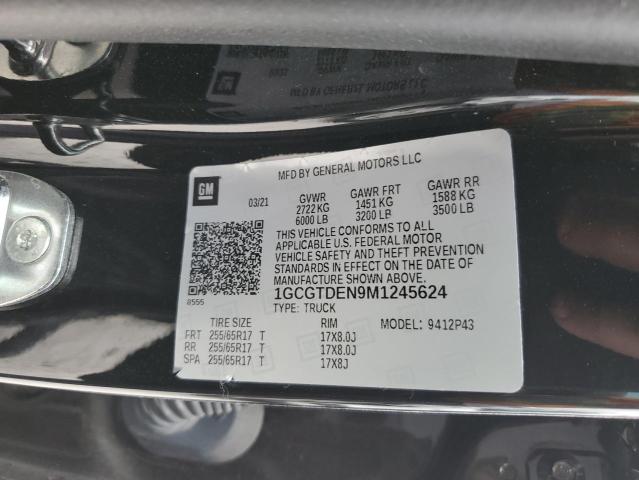 MFD BY GENERAL MOTORS LLC
GM
03/21
GVWR GAWR FRT GAWR RR
2722 KG 1451 KG 1588 KG
6000 LB 3200 LB 3500 LB
THIS VEHICLE CONFORMS TO ALL
APPLICABLE U.S. FEDERAL MOTOR
VEHICLE SAFETY AND THEFT PREVENTION
STANDARDS IN EFFECT ON THE DATE OF
MANUFACTURE SHOWN ABOVE.
8555
1GCGTDEN9M1245624
TYPE: TRUCK
TIRE SIZE RIM MODEL: 9412P43
FRT 255/65R17 T 17X8.0J
RR 255/65R17 T 17X8.0J
SPA 255/65R17 T 17X8J